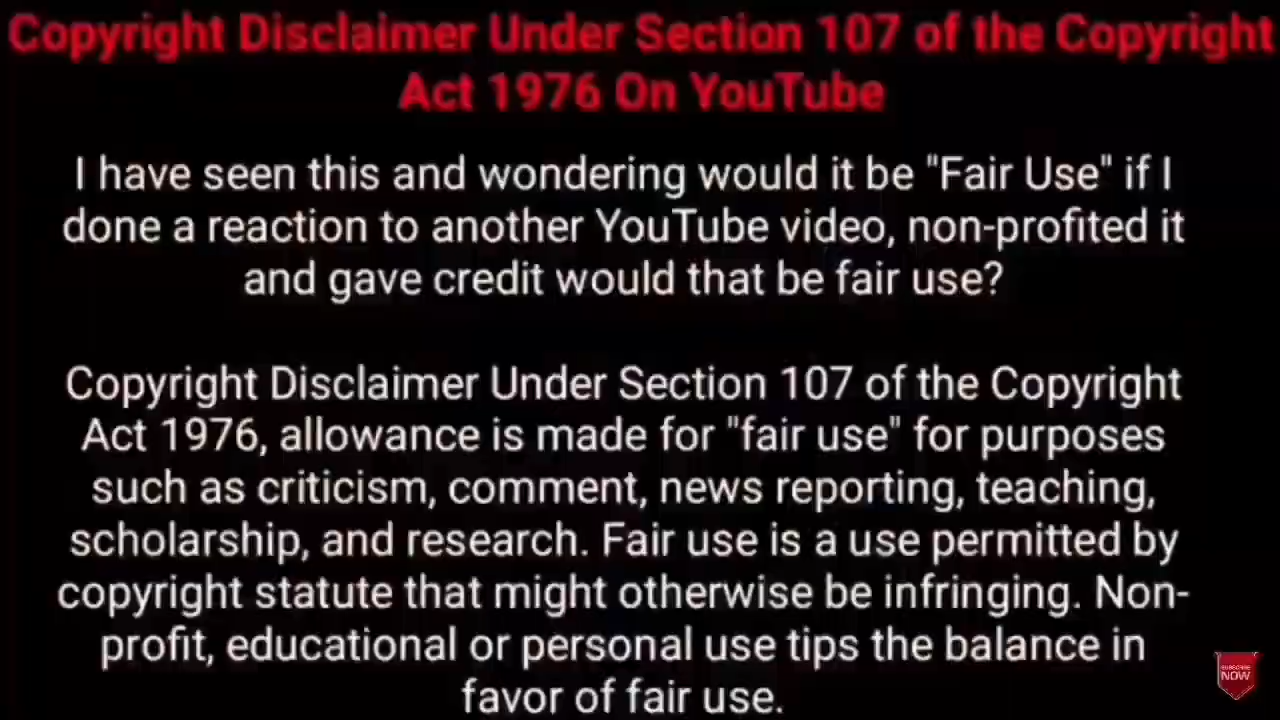 Copyright Disclaimer Under Section 107 of the Copyright
Act 1976 On YouTube
I have seen this and wondering would it be "Fair Use" if I
done a reaction to another YouTube video, non-profited it
and gave credit would that be fair use?
Copyright Disclaimer Under Section 107 of the Copyright
Act 1976, allowance is made for "fair use" for purposes
such as criticism, comment, news reporting, teaching,
scholarship, and research. Fair use is a use permitted by
copyright statute that might otherwise be infringing. Non-
profit, educational or personal use tips the balance in
favor of fair use.
SUBSCRIBE
NOW